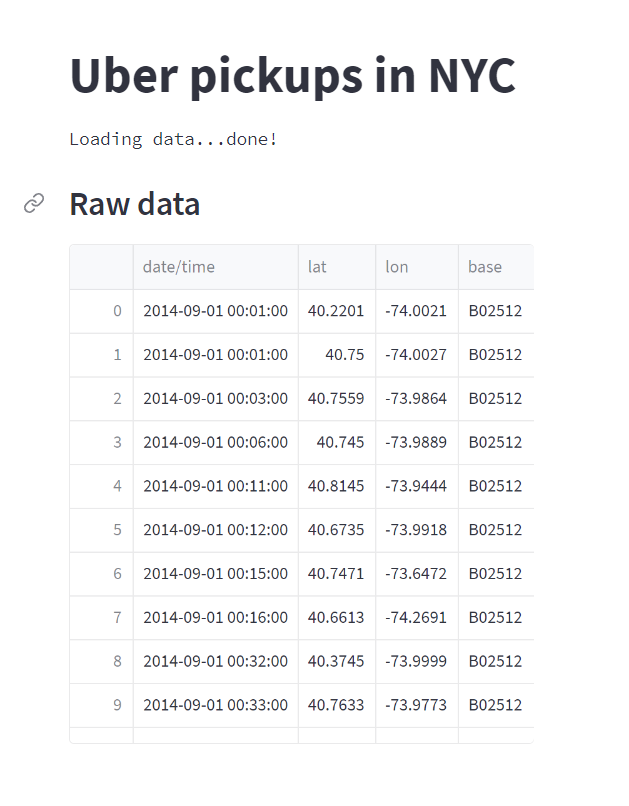 Uber pickups in NYC
Loading data...done!
Raw data
date/time lat lon base
0 2014-09-01 00:01:00 40.2201 -74.0021 B02512
1 2014-09-01 00:01:00 40.75 -74.0027 B02512
2 2014-09-01 00:03:00 40.7559 -73.9864 B02512
3 2014-09-01 00:06:00 40.745 -73.9889 B02512
4 2014-09-01 00:11:00 40.8145 -73.9444 B02512
5 2014-09-01 00:12:00 40.6735 -73.9918 B02512
6 2014-09-01 00:15:00 40.7471 -73.6472 B02512
7 2014-09-01 00:16:00 40.6613 -74.2691 B02512
8 2014-09-01 00:32:00 40.3745 -73.9999 B02512
9 2014-09-01 00:33:00 40.7633 -73.9773 B02512